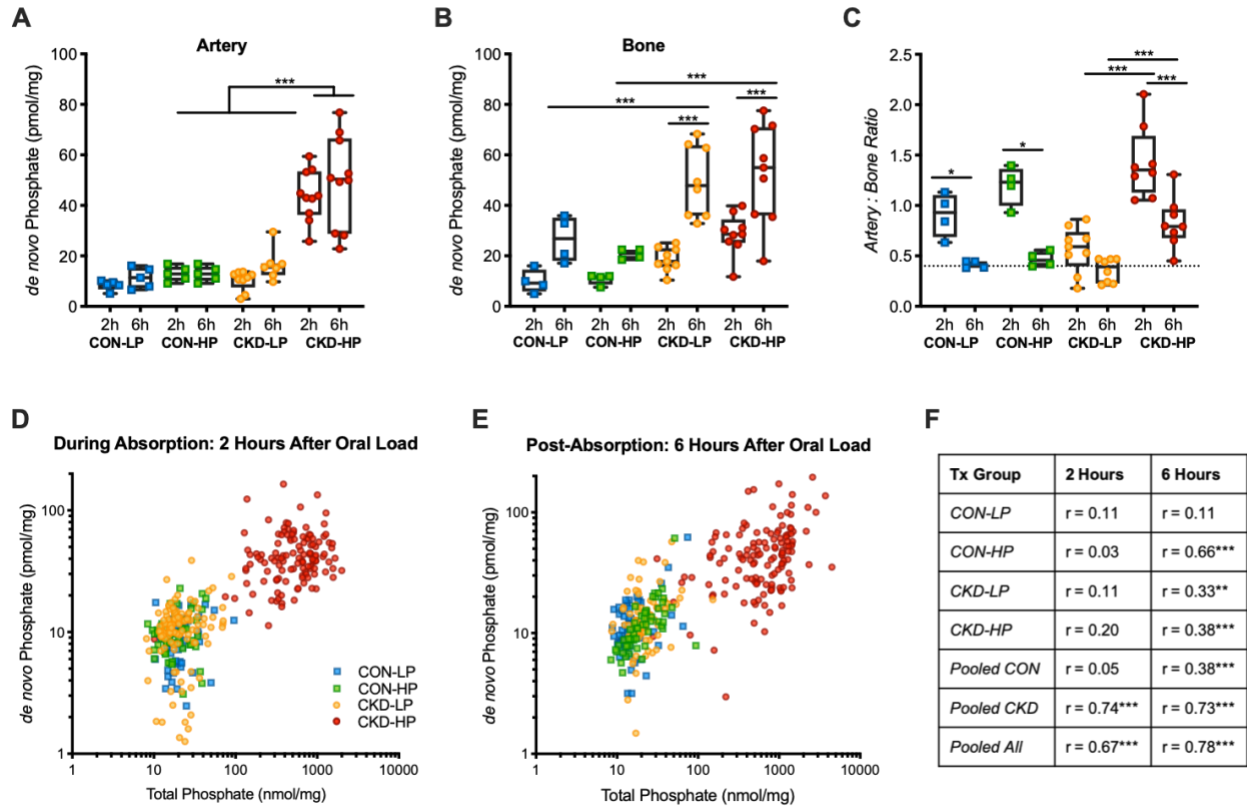 A
Artery
de novo Phosphate (pmol/mg)
100
80
60
40
20
0
***
2h 6h 2h 6h 2h 6h 2h 6h
CON-LP CON-HP CKD-LP CKD-HP
B
Bone
de novo Phosphate (pmol/mg)
100
80
60
40
20
0
***
***
***
***
2h 6h 2h 6h 2h 6h 2h 6h
CON-LP CON-HP CKD-LP CKD-HP
C
Artery : Bone Ratio
2.5
2.0
1.5
1.0
0.5
0.0
***
***
***
*
*
2h 6h 2h 6h 2h 6h 2h 6h
CON-LP CON-HP CKD-LP CKD-HP
D
During Absorption: 2 Hours After Oral Load
de novo Phosphate (pmol/mg)
100
10
1
CON-LP
CON-HP
CKD-LP
CKD-HP
1 10 100 1000 10000
Total Phosphate (nmol/mg)
E
Post-Absorption: 6 Hours After Oral Load
de novo Phosphate (pmol/mg)
100
10
1
1 10 100 1000 10000
Total Phosphate (nmol/mg)
F
Tx Group 2 Hours 6 Hours
CON-LP r = 0.11 r = 0.11
CON-HP r = 0.03 r = 0.66***
CKD-LP r = 0.11 r = 0.33**
CKD-HP r = 0.20 r = 0.38***
Pooled CON r = 0.05 r = 0.38***
Pooled CKD r = 0.74*** r = 0.73***
Pooled All r = 0.67*** r = 0.78***